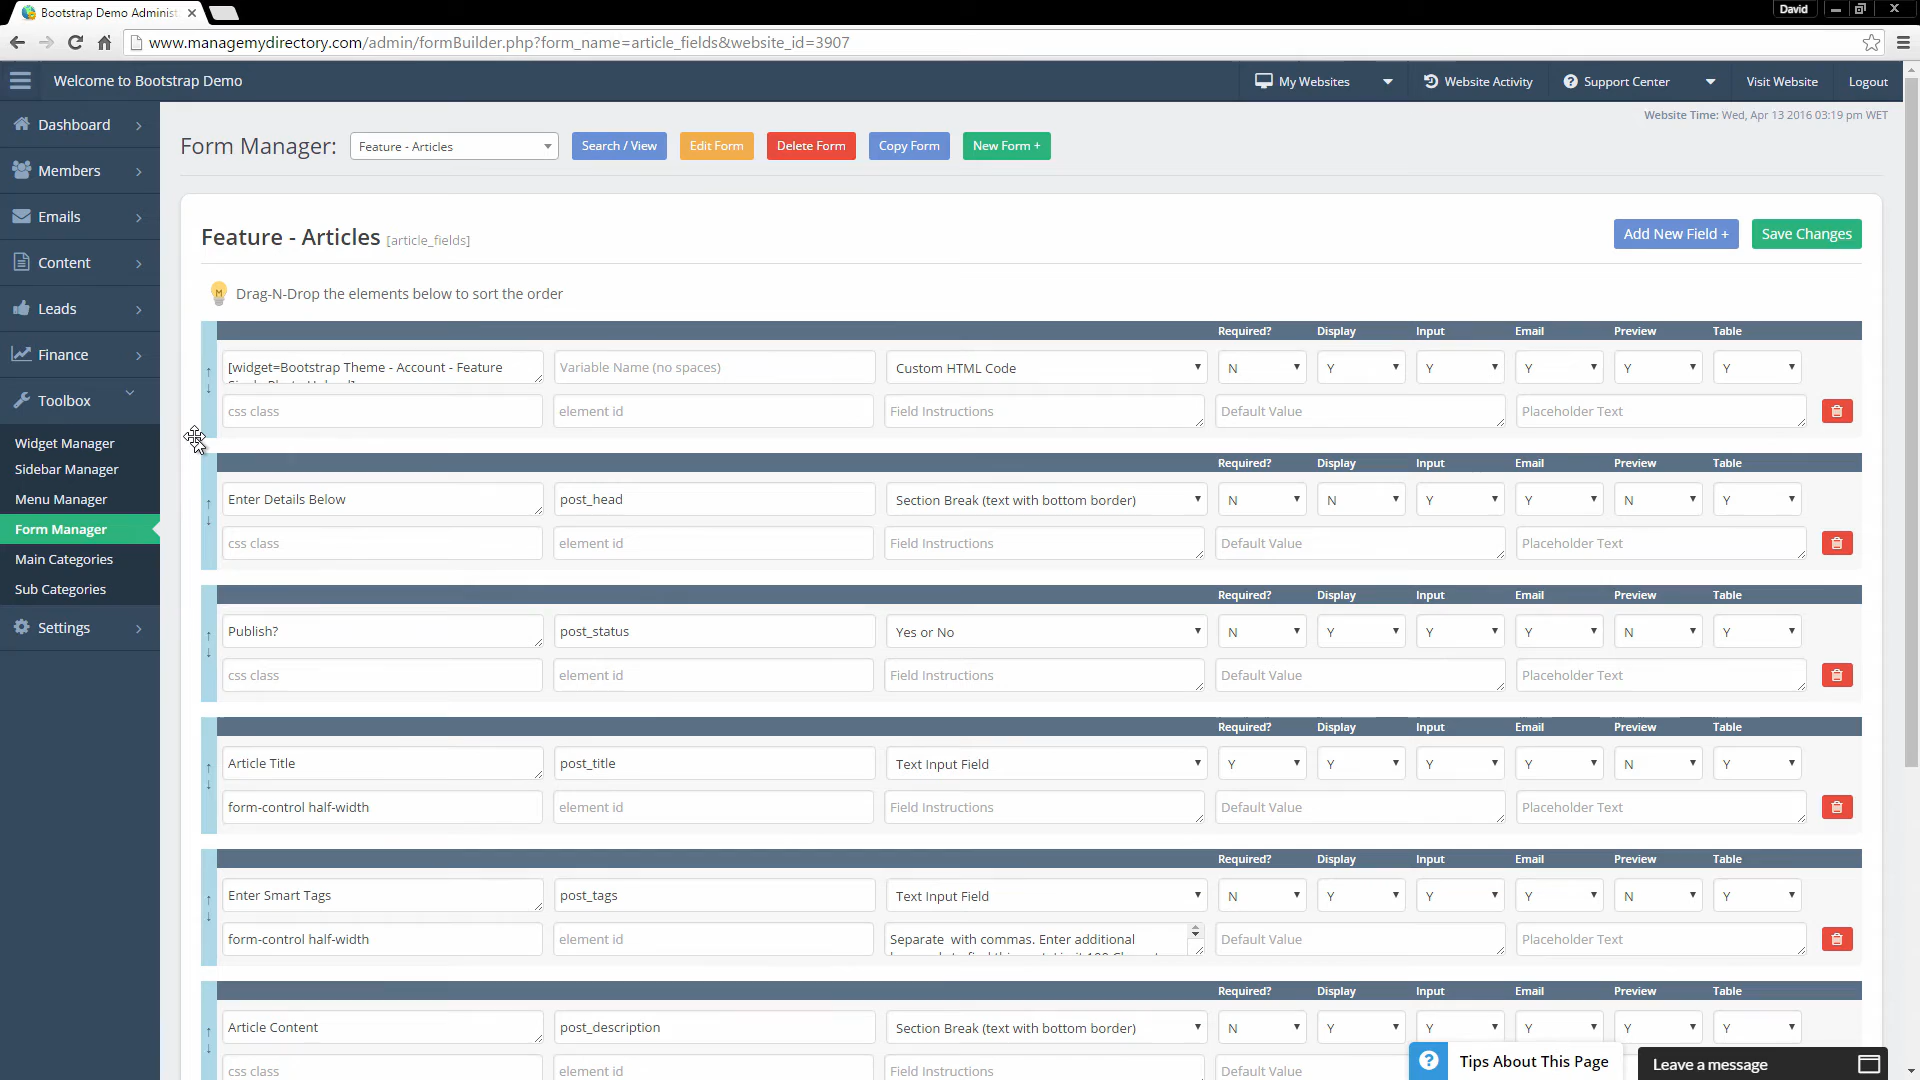 Bootstrap Demo Administ
David
www.managemydirectory.com/admin/formBuilder.php?form_name=article_fields&website_id=3907
Welcome to Bootstrap Demo
My Websites
Website Activity
Support Center
Visit Website
Logout
Website Time: Wed, Apr 13 2016 03:19 pm WET
Dashboard
Members
Emails
Content
Leads
Finance
Toolbox
Widget Manager
Sidebar Manager
Menu Manager
Form Manager
Main Categories
Sub Categories
Settings
Form Manager:
Feature - Articles
Search / View
Edit Form
Delete Form
Copy Form
New Form +
Feature - Articles [article_fields]
Add New Field +
Save Changes
Drag-N-Drop the elements below to sort the order
Required? Display Input Email Preview Table
[widget=Bootstrap Theme - Account - Feature
Variable Name (no spaces)
Custom HTML Code
N Y Y Y Y Y
css class
element id
Field Instructions
Default Value
Placeholder Text
Required? Display Input Email Preview Table
Enter Details Below
post_head
Section Break (text with bottom border)
N N Y Y N Y
css class
element id
Field Instructions
Default Value
Placeholder Text
Required? Display Input Email Preview Table
Publish?
post_status
Yes or No
N Y Y Y N Y
css class
element id
Field Instructions
Default Value
Placeholder Text
Required? Display Input Email Preview Table
Article Title
post_title
Text Input Field
Y Y Y Y N Y
form-control half-width
element id
Field Instructions
Default Value
Placeholder Text
Required? Display Input Email Preview Table
Enter Smart Tags
post_tags
Text Input Field
N Y Y Y N Y
form-control half-width
element id
Separate with commas. Enter additional
Default Value
Placeholder Text
Required? Display Input Email Preview Table
Article Content
post_description
Section Break (text with bottom border)
N Y Y Y Y Y
css class
element id
Field Instructions
Default Value
Tips About This Page
Leave a message